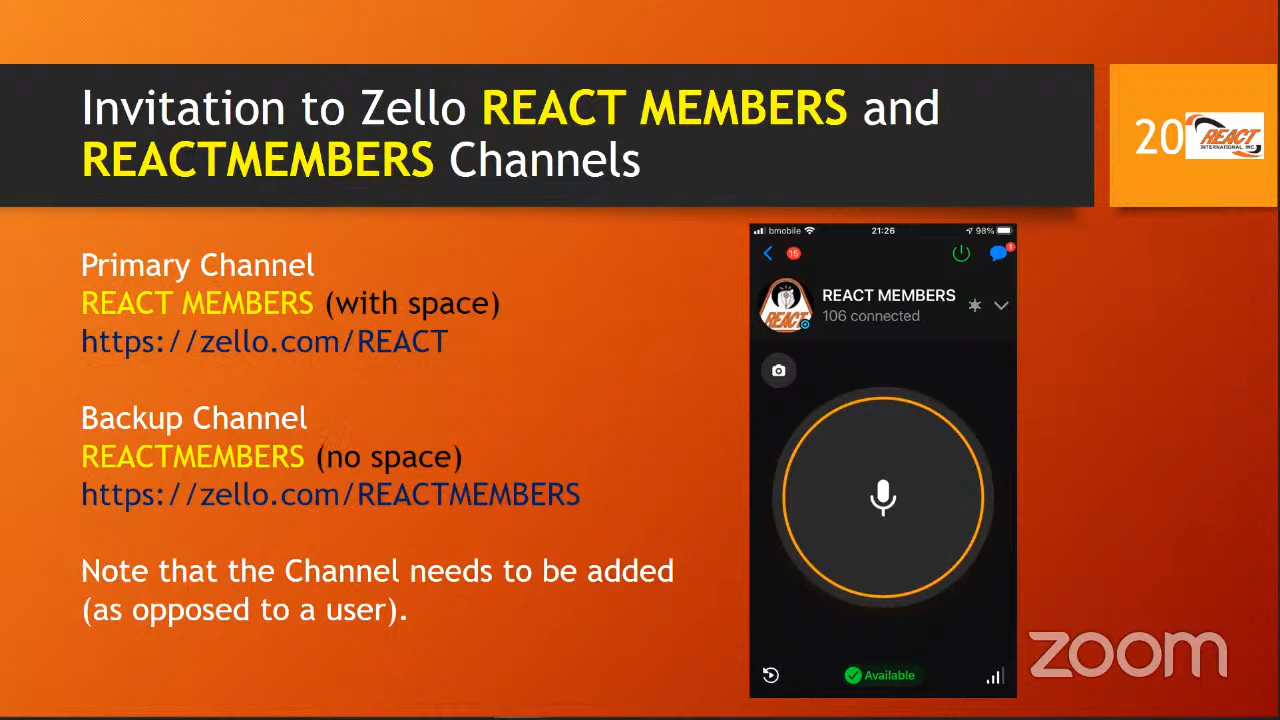 Invitation to Zello REACT MEMBERS and
REACTMEMBERS Channels
20
REACT
INTERNATIONAL, INC.
Primary Channel
REACT MEMBERS (with space)
https://zello.com/REACT
Backup Channel
REACTMEMBERS (no space)
https://zello.com/REACTMEMBERS
Note that the Channel needs to be added
(as opposed to a user).
bmobile 21:26 98%
15 1
REACT MEMBERS
106 connected
REACT
Available
zoom